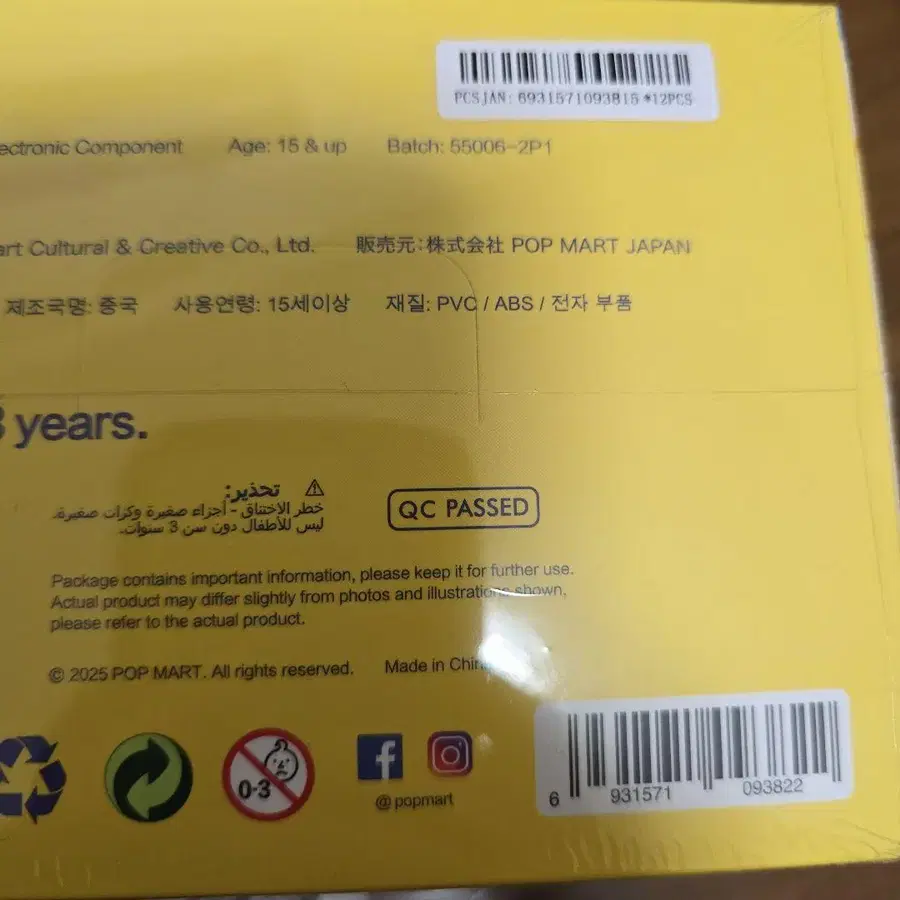 PCSJAN: 6931571093815 *12PCS
ectronic Component Age: 15 & up Batch: 55006-2P1
art Cultural & Creative Co., Ltd. 販売元:株式会社 POP MART JAPAN
제조국명: 중국 사용연령: 15세이상 재질: PVC / ABS / 전자 부품
3 years.
⚠ تحذير:
خطر الاختناق - أجزاء صغيرة وكرات صغيرة.
ليس للأطفال دون سن 3 سنوات.
QC PASSED
Package contains important information, please keep it for further use.
Actual product may differ slightly from photos and illustrations shown,
please refer to the actual product.
© 2025 POP MART. All rights reserved. Made in China
0-3
@popmart
6 931571 093822